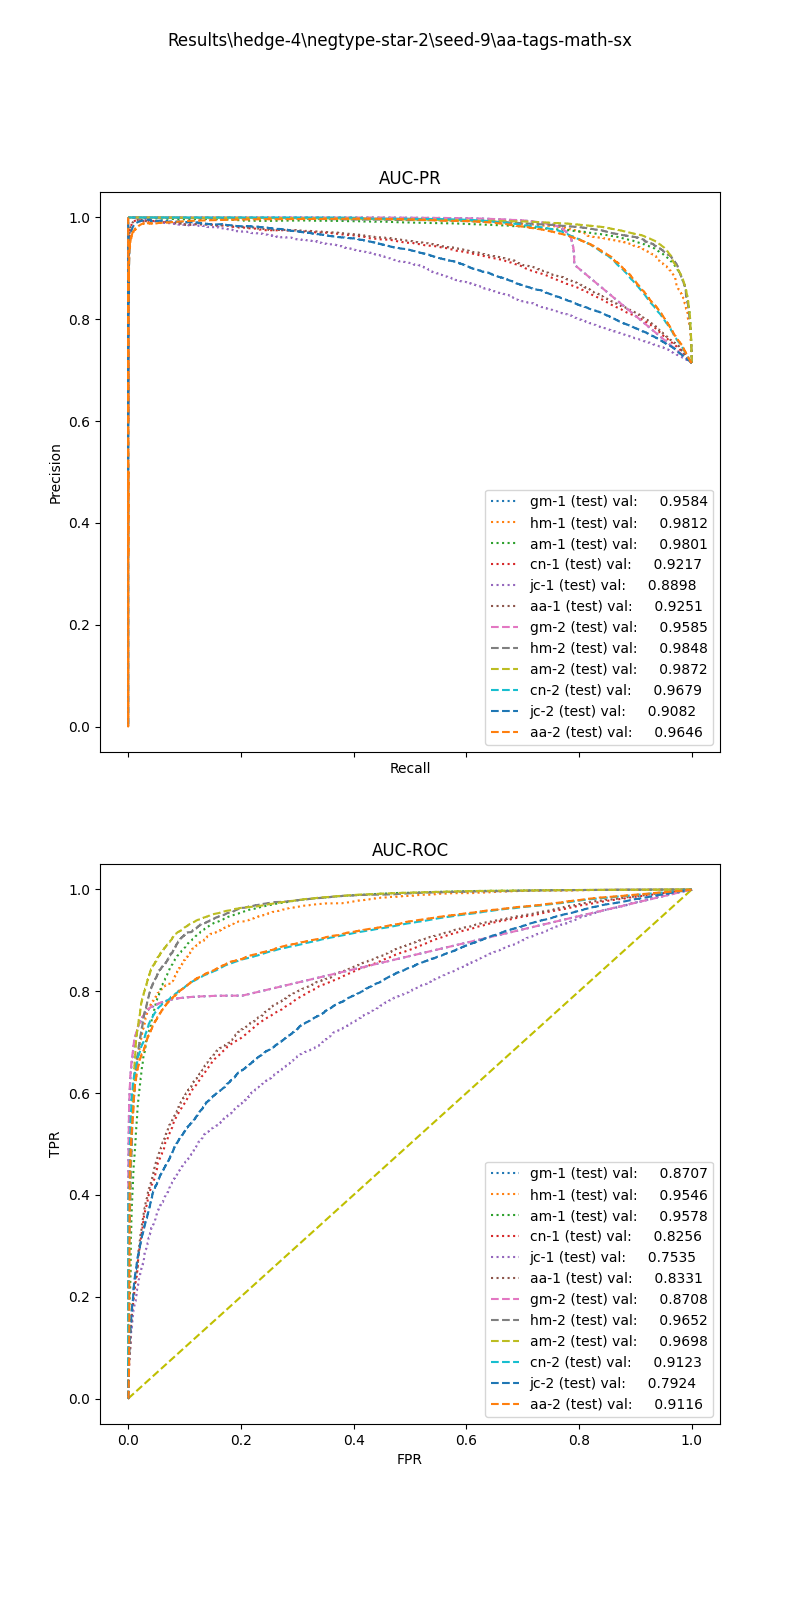 Results\hedge-4\negtype-star-2\seed-9\aa-tags-math-sx
AUC-PR
1.0
0.8
0.6
0.4
0.2
0.0
Precision
gm-1 (test) val: 0.9584
hm-1 (test) val: 0.9812
am-1 (test) val: 0.9801
cn-1 (test) val: 0.9217
jc-1 (test) val: 0.8898
aa-1 (test) val: 0.9251
gm-2 (test) val: 0.9585
hm-2 (test) val: 0.9848
am-2 (test) val: 0.9872
cn-2 (test) val: 0.9679
jc-2 (test) val: 0.9082
aa-2 (test) val: 0.9646
Recall
AUC-ROC
1.0
0.8
0.6
0.4
0.2
0.0
TPR
gm-1 (test) val: 0.8707
hm-1 (test) val: 0.9546
am-1 (test) val: 0.9578
cn-1 (test) val: 0.8256
jc-1 (test) val: 0.7535
aa-1 (test) val: 0.8331
gm-2 (test) val: 0.8708
hm-2 (test) val: 0.9652
am-2 (test) val: 0.9698
cn-2 (test) val: 0.9123
jc-2 (test) val: 0.7924
aa-2 (test) val: 0.9116
0.0 0.2 0.4 0.6 0.8 1.0
FPR